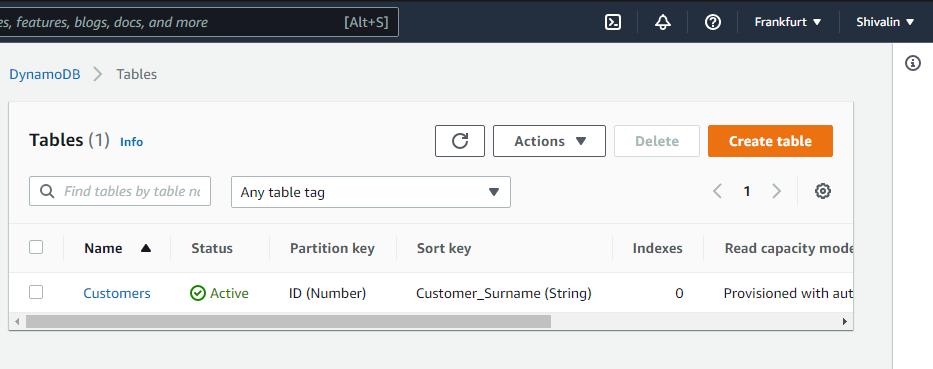 es, features, blogs, docs, and more [Alt+S] Frankfurt Shivalin
DynamoDB Tables
Tables (1) Info Actions Delete Create table
Find tables by table Any table tag 1
Name Status Partition key Sort key Indexes Read capacity mode
Customers Active ID (Number) Customer_Surname (String) 0 Provisioned with aut